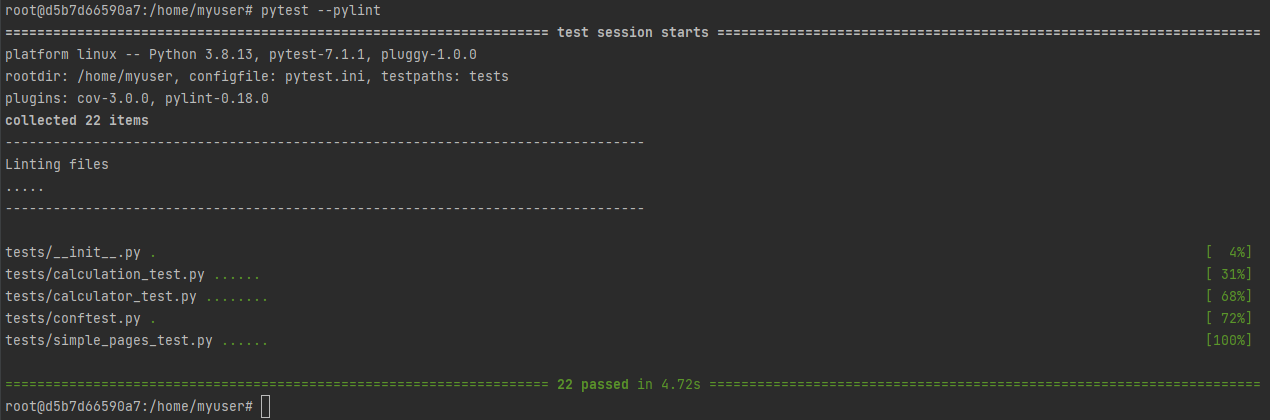 root@d5b7d66590a7:/home/myuser# pytest --pylint
==================================================================== test session starts ====================================================================
platform linux -- Python 3.8.13, pytest-7.1.1, pluggy-1.0.0
rootdir: /home/myuser, configfile: pytest.ini, testpaths: tests
plugins: cov-3.0.0, pylint-0.18.0
collected 22 items
--------------------------------------------------------------------------------
Linting files
.....
--------------------------------------------------------------------------------
tests/__init__.py . [  4%]
tests/calculation_test.py ...... [ 31%]
tests/calculator_test.py ........ [ 68%]
tests/conftest.py . [ 72%]
tests/simple_pages_test.py ...... [100%]
==================================================================== 22 passed in 4.72s =====================================================================
root@d5b7d66590a7:/home/myuser#